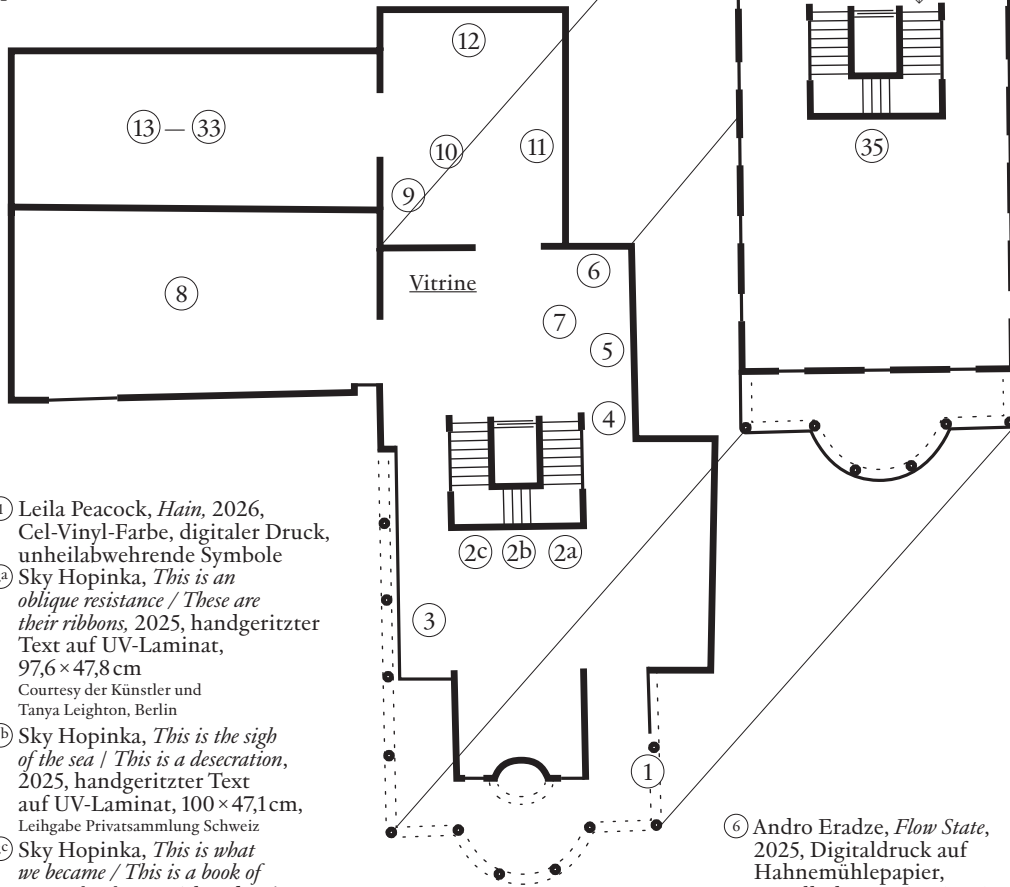 12
35
13 — 33
11
10
9
8
6
Vitrine
7
5
4
2c 2b 2a
3
1
1 Leila Peacock, Hain, 2026,
Cel-Vinyl-Farbe, digitaler Druck,
unheilabwehrende Symbole
a Sky Hopinka, This is an
oblique resistance / These are
their ribbons, 2025, handgeritzter
Text auf UV-Laminat,
97,6 × 47,8 cm
Courtesy der Künstler und
Tanya Leighton, Berlin
b Sky Hopinka, This is the sigh
of the sea / This is a desecration,
2025, handgeritzter Text
auf UV-Laminat, 100 × 47,1 cm,
Leihgabe Privatsammlung Schweiz
c Sky Hopinka, This is what
we became / This is a book of
6 Andro Eradze, Flow State,
2025, Digitaldruck auf
Hahnemühlepapier,